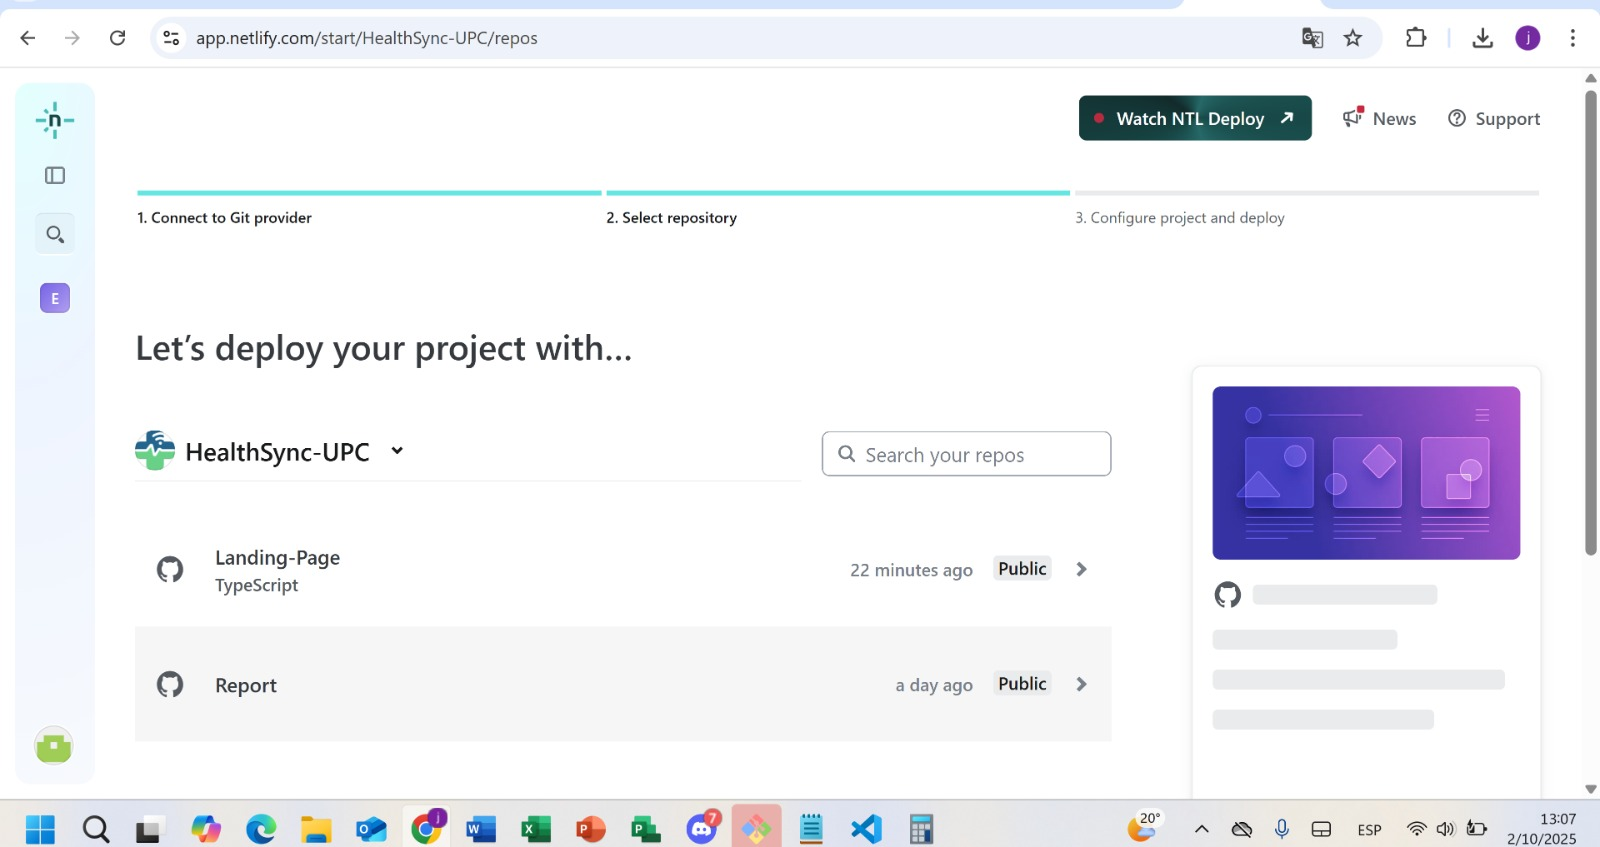 app.netlify.com/start/HealthSync-UPC/repos
j
n
Watch NTL Deploy
News
Support
1. Connect to Git provider
2. Select repository
3. Configure project and deploy
E
Let’s deploy your project with…
HealthSync-UPC
Search your repos
Landing-Page
TypeScript
22 minutes ago
Public
Report
a day ago
Public
j
W
X
P
P
7
20°
ESP
13:07
2/10/2025